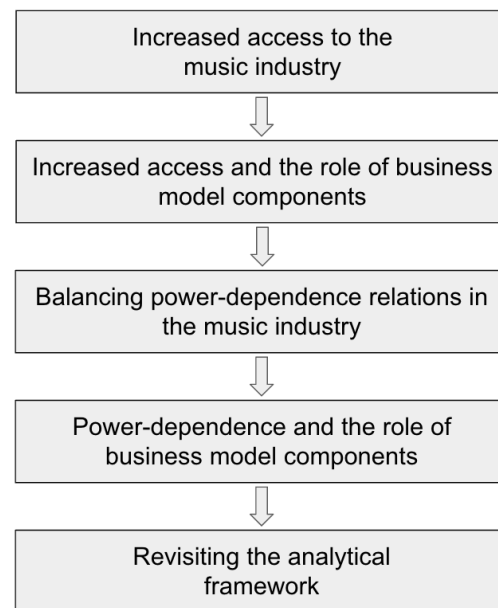 Increased access to the
music industry
Increased access and the role of business
model components
Balancing power-dependence relations in
the music industry
Power-dependence and the role of
business model components
Revisiting the analytical
framework